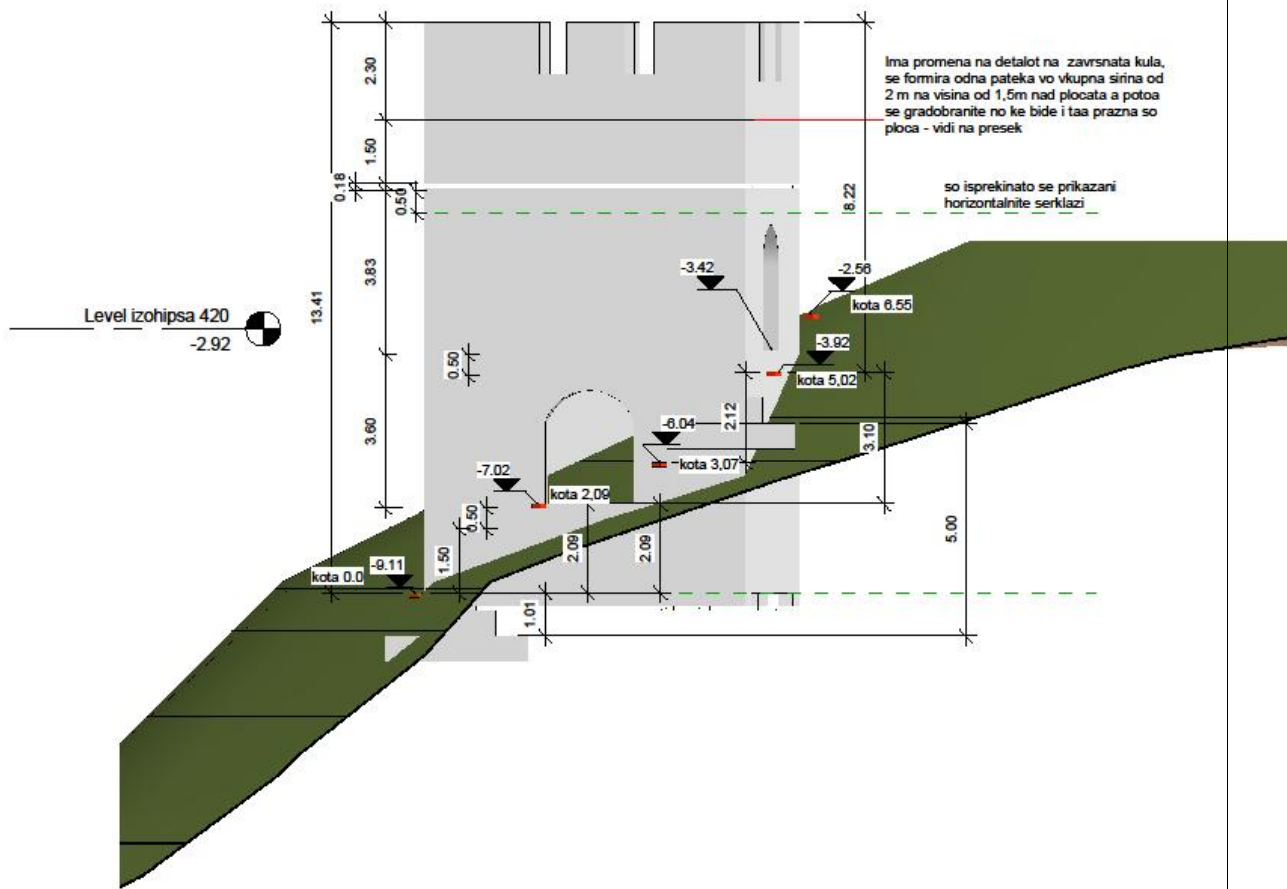 2.30
Ima promena na detalot na zavrsnata kula,
se formira odna pateka vo vkupna sirina od
2 m na visina od 1,5m nad plocata a potoa
se gradobranite no ke bide i taa prazna so
ploca - vidi na presek
1.50
0.18
0.50
8.22
so isprekinato se prikazani
horizontalnite serklazi
3.83
-3.42
-2.56
kota 6.55
13.41
Level izohipsa 420
-2.92
-3.92
kota 5,02
0.50
2.12
3.10
3.60
-6.04
kota 3,07
-7.02
kota 2,09
0.50
5.00
1.50
2.09
2.09
-9.11
kota 0.0
1.01